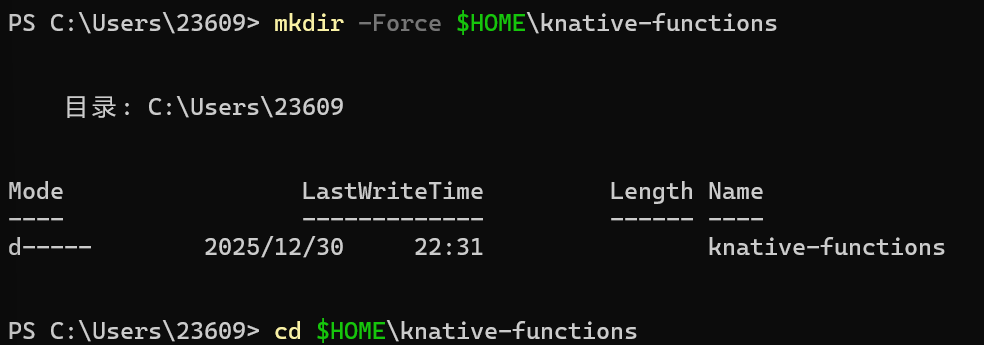 PS C:\Users\23609> mkdir -Force $HOME\knative-functions
目录: C:\Users\23609
Mode                 LastWriteTime         Length Name
----                 -------------         ------ ----
d-----        2025/12/30     22:31                knative-functions
PS C:\Users\23609> cd $HOME\knative-functions